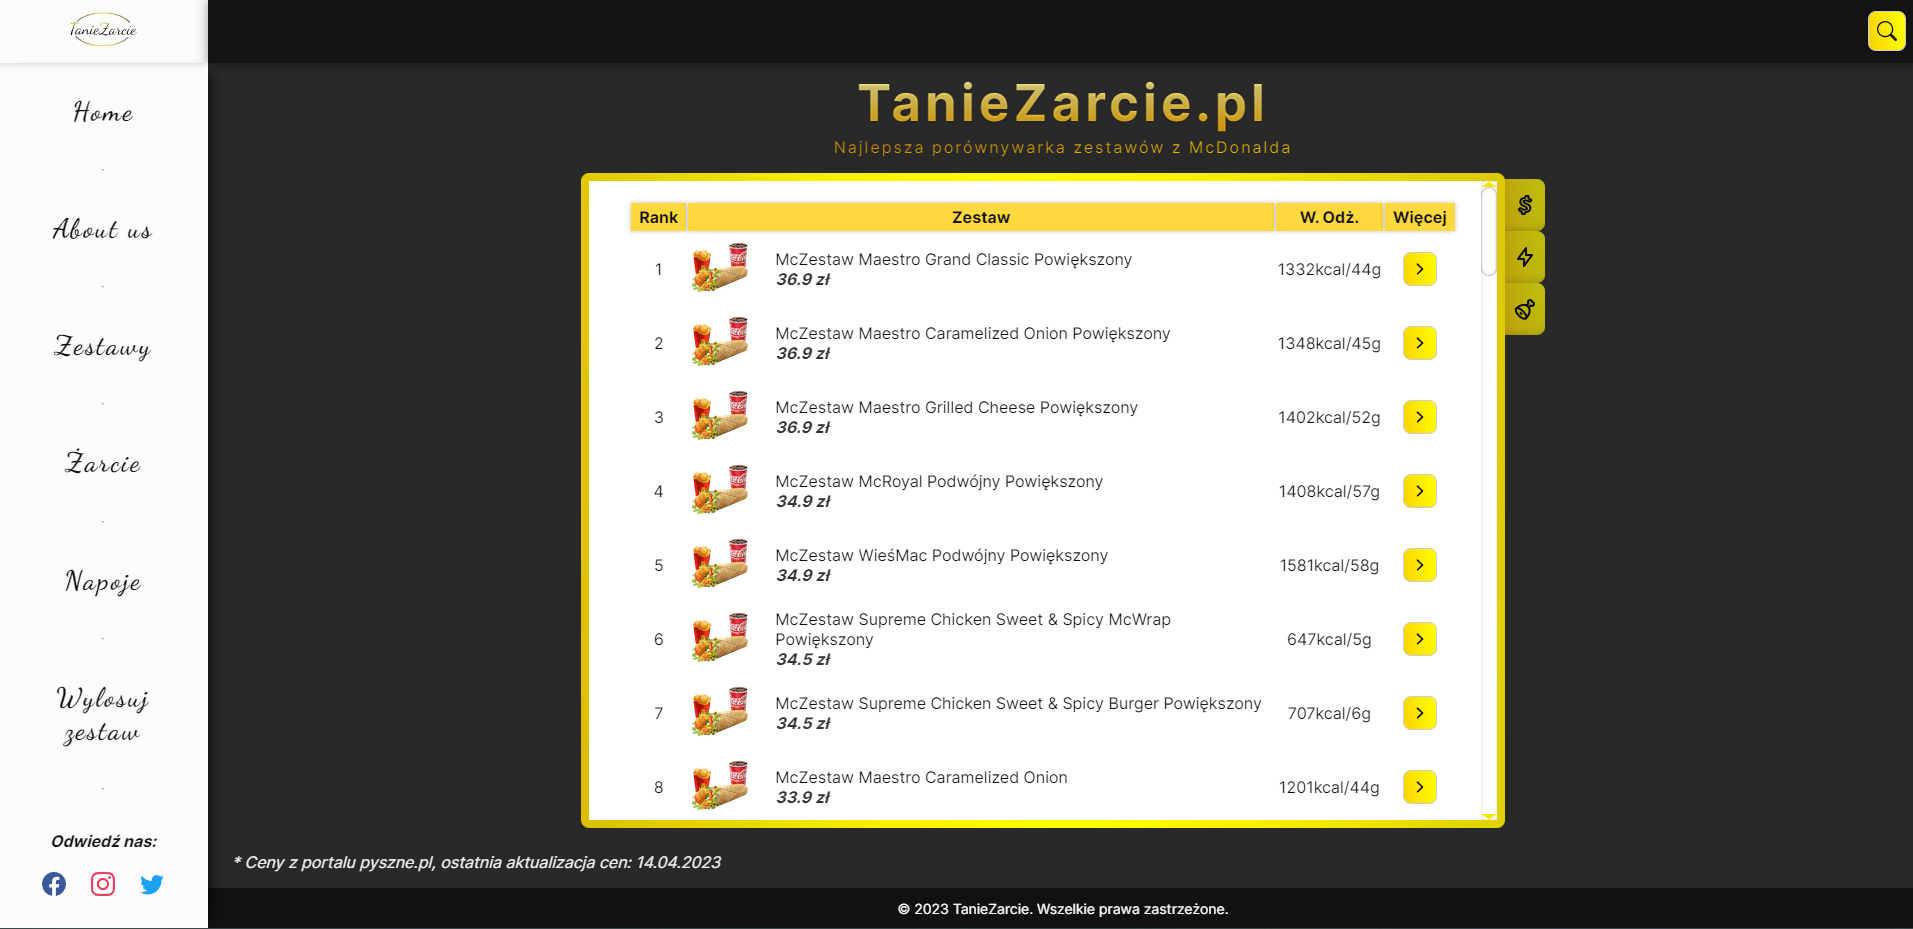 TanieZarcie
Home
About us
Zestawy
Żarcie
Napoje
Wylosuj
zestaw
Odwiedź nas:
TanieZarcie.pl
Najlepsza porównywarka zestawów z McDonalda
Rank Zestaw W. Odż. Więcej
1 McZestaw Maestro Grand Classic Powiększony 1332kcal/44g
36.9 zł
2 McZestaw Maestro Caramelized Onion Powiększony 1348kcal/45g
36.9 zł
3 McZestaw Maestro Grilled Cheese Powiększony 1402kcal/52g
36.9 zł
4 McZestaw McRoyal Podwójny Powiększony 1408kcal/57g
34.9 zł
5 McZestaw WieśMac Podwójny Powiększony 1581kcal/58g
34.9 zł
6 McZestaw Supreme Chicken Sweet & Spicy McWrap 647kcal/5g
Powiększony
34.5 zł
7 McZestaw Supreme Chicken Sweet & Spicy Burger Powiększony 707kcal/6g
34.5 zł
8 McZestaw Maestro Caramelized Onion 1201kcal/44g
33.9 zł
* Ceny z portalu pyszne.pl, ostatnia aktualizacja cen: 14.04.2023
© 2023 TanieZarcie. Wszelkie prawa zastrzeżone.